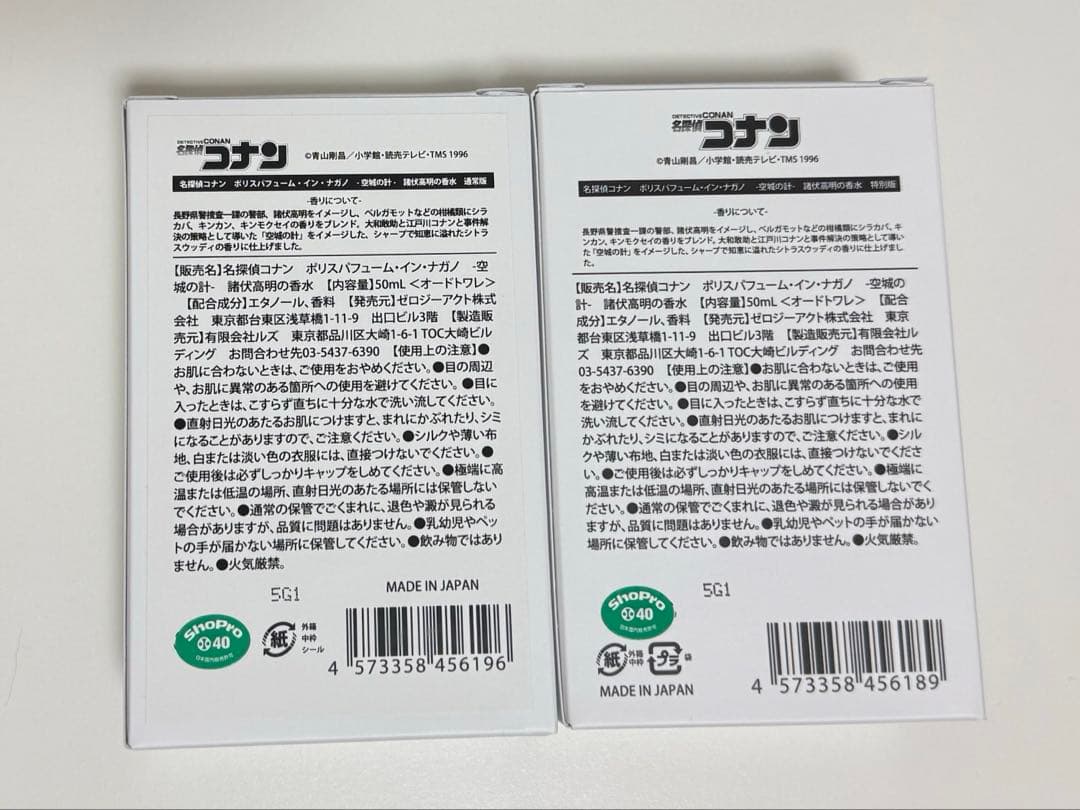 DETECTIVE CONAN
名探偵コナン
©青山剛昌／小学館・読売テレビ・TMS 1996
名探偵コナン　ポリスパフューム・イン・ナガノ　-空城の計-　諸伏高明の香水　通常版
-香りについて-
長野県警捜査一課の警部、諸伏高明をイメージし、ベルガモットなどの柑橘類にシラ
カバ、キンカン、キンモクセイの香りをブレンド。大和敢助と江戸川コナンと事件解
決の策略として導いた「空城の計」をイメージした、シャープで知恵に溢れたシトラ
スウッディの香りに仕上げました。
【販売名】名探偵コナン　ポリスパフューム・イン・ナガノ　-空
城の計-　諸伏高明の香水　【内容量】50mL＜オードトワレ＞
【配合成分】エタノール、香料　【発売元】ゼロジーアクト株式
会社　東京都台東区浅草橋1-11-9　出口ビル3階　【製造販
売元】有限会社ルズ　東京都品川区大崎1-6-1 TOC大崎ビル
ディング　お問合わせ先03-5437-6390　【使用上の注意】●
お肌に合わないときは、ご使用をおやめください。●目の周辺
や、お肌に異常のある箇所への使用を避けてください。●目に
入ったときは、こすらず直ちに十分な水で洗い流してください。
●直射日光のあたるお肌につけますと、まれにかぶれたり、シミ
になることがありますので、ご注意ください。●シルクや薄い布
地、白または淡い色の衣服には、直接つけないでください。●
ご使用後は必ずしっかりキャップをしめてください。●極端に高
温または低温の場所、直射日光のあたる場所には保管しない
でください。●通常の保管でごくまれに、退色や澱が見られる
場合がありますが、品質に問題はありません。●乳幼児やペッ
トの手が届かない場所に保管してください。●飲み物ではあり
ません。●火気厳禁。
5G1
MADE IN JAPAN
ShoPro
40
日本国内販売許可
紙
外箱
中枠
シール
4 573358 456196
DETECTIVE CONAN
名探偵コナン
©青山剛昌／小学館・読売テレビ・TMS 1996
名探偵コナン　ポリスパフューム・イン・ナガノ　-空城の計-　諸伏高明の香水　特別版
-香りについて-
長野県警捜査一課の警部、諸伏高明をイメージし、ベルガモットなどの柑橘類にシラカバ、キ
ンカン、キンモクセイの香りをブレンド。大和敢助と江戸川コナンと事件解決の策略として導い
た「空城の計」をイメージした、シャープで知恵に溢れたシトラスウッディの香りに仕上げまし
た。
【販売名】名探偵コナン　ポリスパフューム・イン・ナガノ　-空城の
計-　諸伏高明の香水　【内容量】50mL＜オードトワレ＞　【配合
成分】エタノール、香料　【発売元】ゼロジーアクト株式会社　東京
都台東区浅草橋1-11-9　出口ビル3階　【製造販売元】有限会社ル
ズ　東京都品川区大崎1-6-1 TOC大崎ビルディング　お問合わせ先
03-5437-6390　【使用上の注意】●お肌に合わないときは、ご使用
をおやめください。●目の周辺や、お肌に異常のある箇所への使用
を避けてください。●目に入ったときは、こすらず直ちに十分な水で
洗い流してください。●直射日光のあたるお肌につけますと、まれに
かぶれたり、シミになることがありますので、ご注意ください。●シル
クや薄い布地、白または淡い色の衣服には、直接つけないでくださ
い。●ご使用後は必ずしっかりキャップをしめてください。●極端に
高温または低温の場所、直射日光のあたる場所には保管しないで
ください。●通常の保管でごくまれに、退色や澱が見られる場合があ
りますが、品質に問題はありません。●乳幼児やペットの手が届かない
場所に保管してください。●飲み物ではありません。●火気厳禁。
5G1
ShoPro
40
日本国内販売許可
紙
外箱
中枠
プラ
袋
MADE IN JAPAN
4 573358 456189